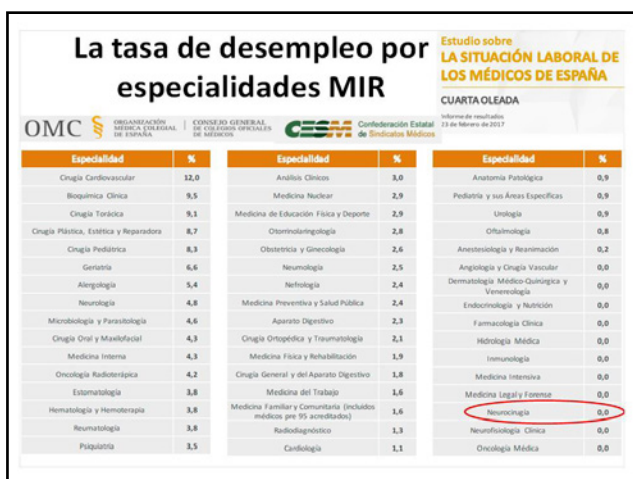 La tasa de desempleo por
especialidades MIR
Estudio sobre
LA SITUACIÓN LABORAL DE
LOS MÉDICOS DE ESPAÑA
CUARTA OLEADA
Informe de resultados
23 de febrero de 2017
OMC
ORGANIZACIÓN
MÉDICA COLEGIAL
DE ESPAÑA
CONSEJO GENERAL
DE COLEGIOS OFICIALES
DE MÉDICOS
CESM
Confederación Estatal
de Sindicatos Médicos
Especialidad %
Cirugía Cardiovascular 12,0
Bioquímica Clínica 9,5
Cirugía Torácica 9,1
Cirugía Plástica, Estética y Reparadora 8,7
Cirugía Pediátrica 8,3
Geriatría 6,6
Alergología 5,4
Neurología 4,8
Microbiología y Parasitología 4,6
Cirugía Oral y Maxilofacial 4,3
Medicina Interna 4,3
Oncología Radioterápica 4,2
Estomatología 3,8
Hematología y Hemoterapia 3,8
Reumatología 3,8
Psiquiatría 3,5
Especialidad %
Análisis Clínicos 3,0
Medicina Nuclear 2,9
Medicina de Educación Física y Deporte 2,9
Otorrinolaringología 2,8
Obstetricia y Ginecología 2,6
Neumología 2,5
Nefrología 2,4
Medicina Preventiva y Salud Pública 2,4
Aparato Digestivo 2,3
Cirugía Ortopédica y Traumatología 2,1
Medicina Física y Rehabilitación 1,9
Cirugía General y del Aparato Digestivo 1,8
Medicina del Trabajo 1,6
Medicina Familiar y Comunitaria (incluidos
médicos pre 95 acreditados) 1,6
Radiodiagnóstico 1,3
Cardiología 1,1
Especialidad %
Anatomía Patológica 0,9
Pediatría y sus Áreas Específicas 0,9
Urología 0,9
Oftalmología 0,8
Anestesiología y Reanimación 0,2
Angiología y Cirugía Vascular 0,0
Dermatología Médico-Quirúrgica y
Venereología 0,0
Endocrinología y Nutrición 0,0
Farmacología Clínica 0,0
Hidrología Médica 0,0
Inmunología 0,0
Medicina Intensiva 0,0
Medicina Legal y Forense 0,0
Neurocirugía 0,0
Neurofisiología Clínica 0,0
Oncología Médica 0,0